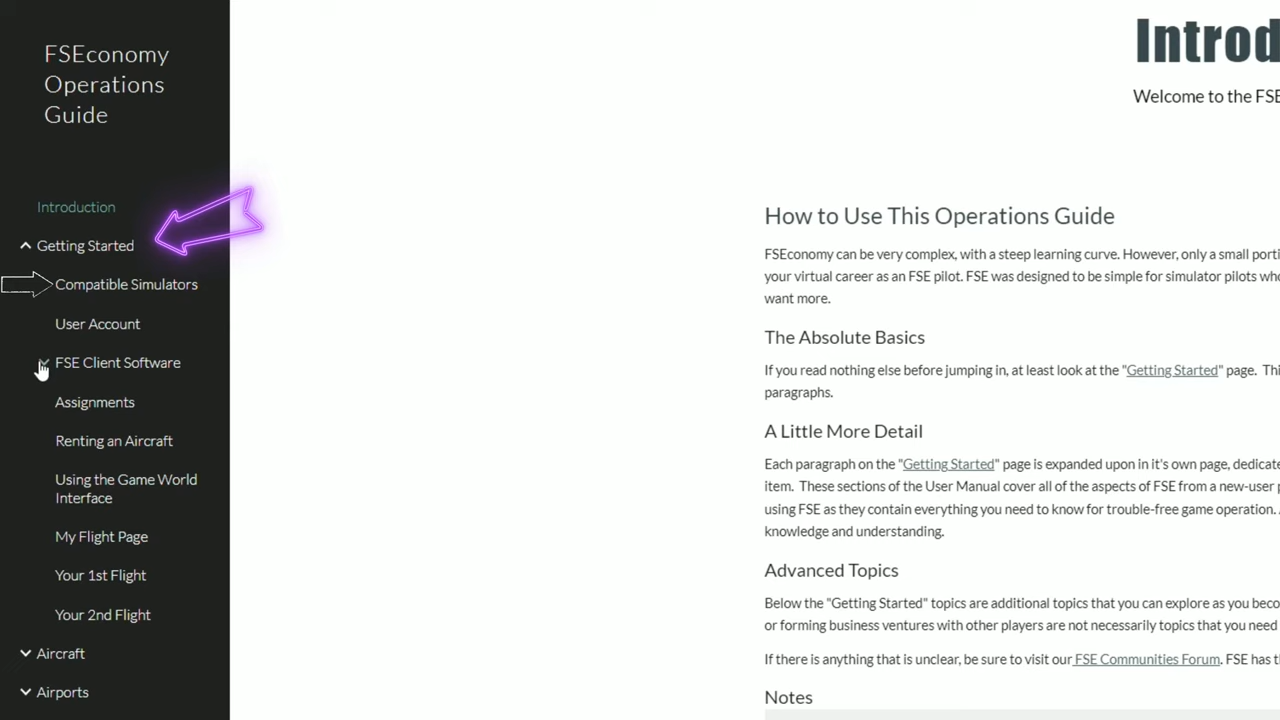 FSEconomy
Operations
Guide
Introduction
Getting Started
Compatible Simulators
User Account
FSE Client Software
Assignments
Renting an Aircraft
Using the Game World
Interface
My Flight Page
Your 1st Flight
Your 2nd Flight
Aircraft
Airports
Introd
Welcome to the FSE
How to Use This Operations Guide
FSEconomy can be very complex, with a steep learning curve. However, only a small porti
your virtual career as an FSE pilot. FSE was designed to be simple for simulator pilots who
want more.
The Absolute Basics
If you read nothing else before jumping in, at least look at the "Getting Started" page. Thi
paragraphs.
A Little More Detail
Each paragraph on the "Getting Started" page is expanded upon in it's own page, dedicate
item. These sections of the User Manual cover all of the aspects of FSE from a new-user p
using FSE as they contain everything you need to know for trouble-free game operation. 
knowledge and understanding.
Advanced Topics
Below the "Getting Started" topics are additional topics that you can explore as you beco
or forming business ventures with other players are not necessarily topics that you need
If there is anything that is unclear, be sure to visit our FSE Communities Forum. FSE has t
Notes